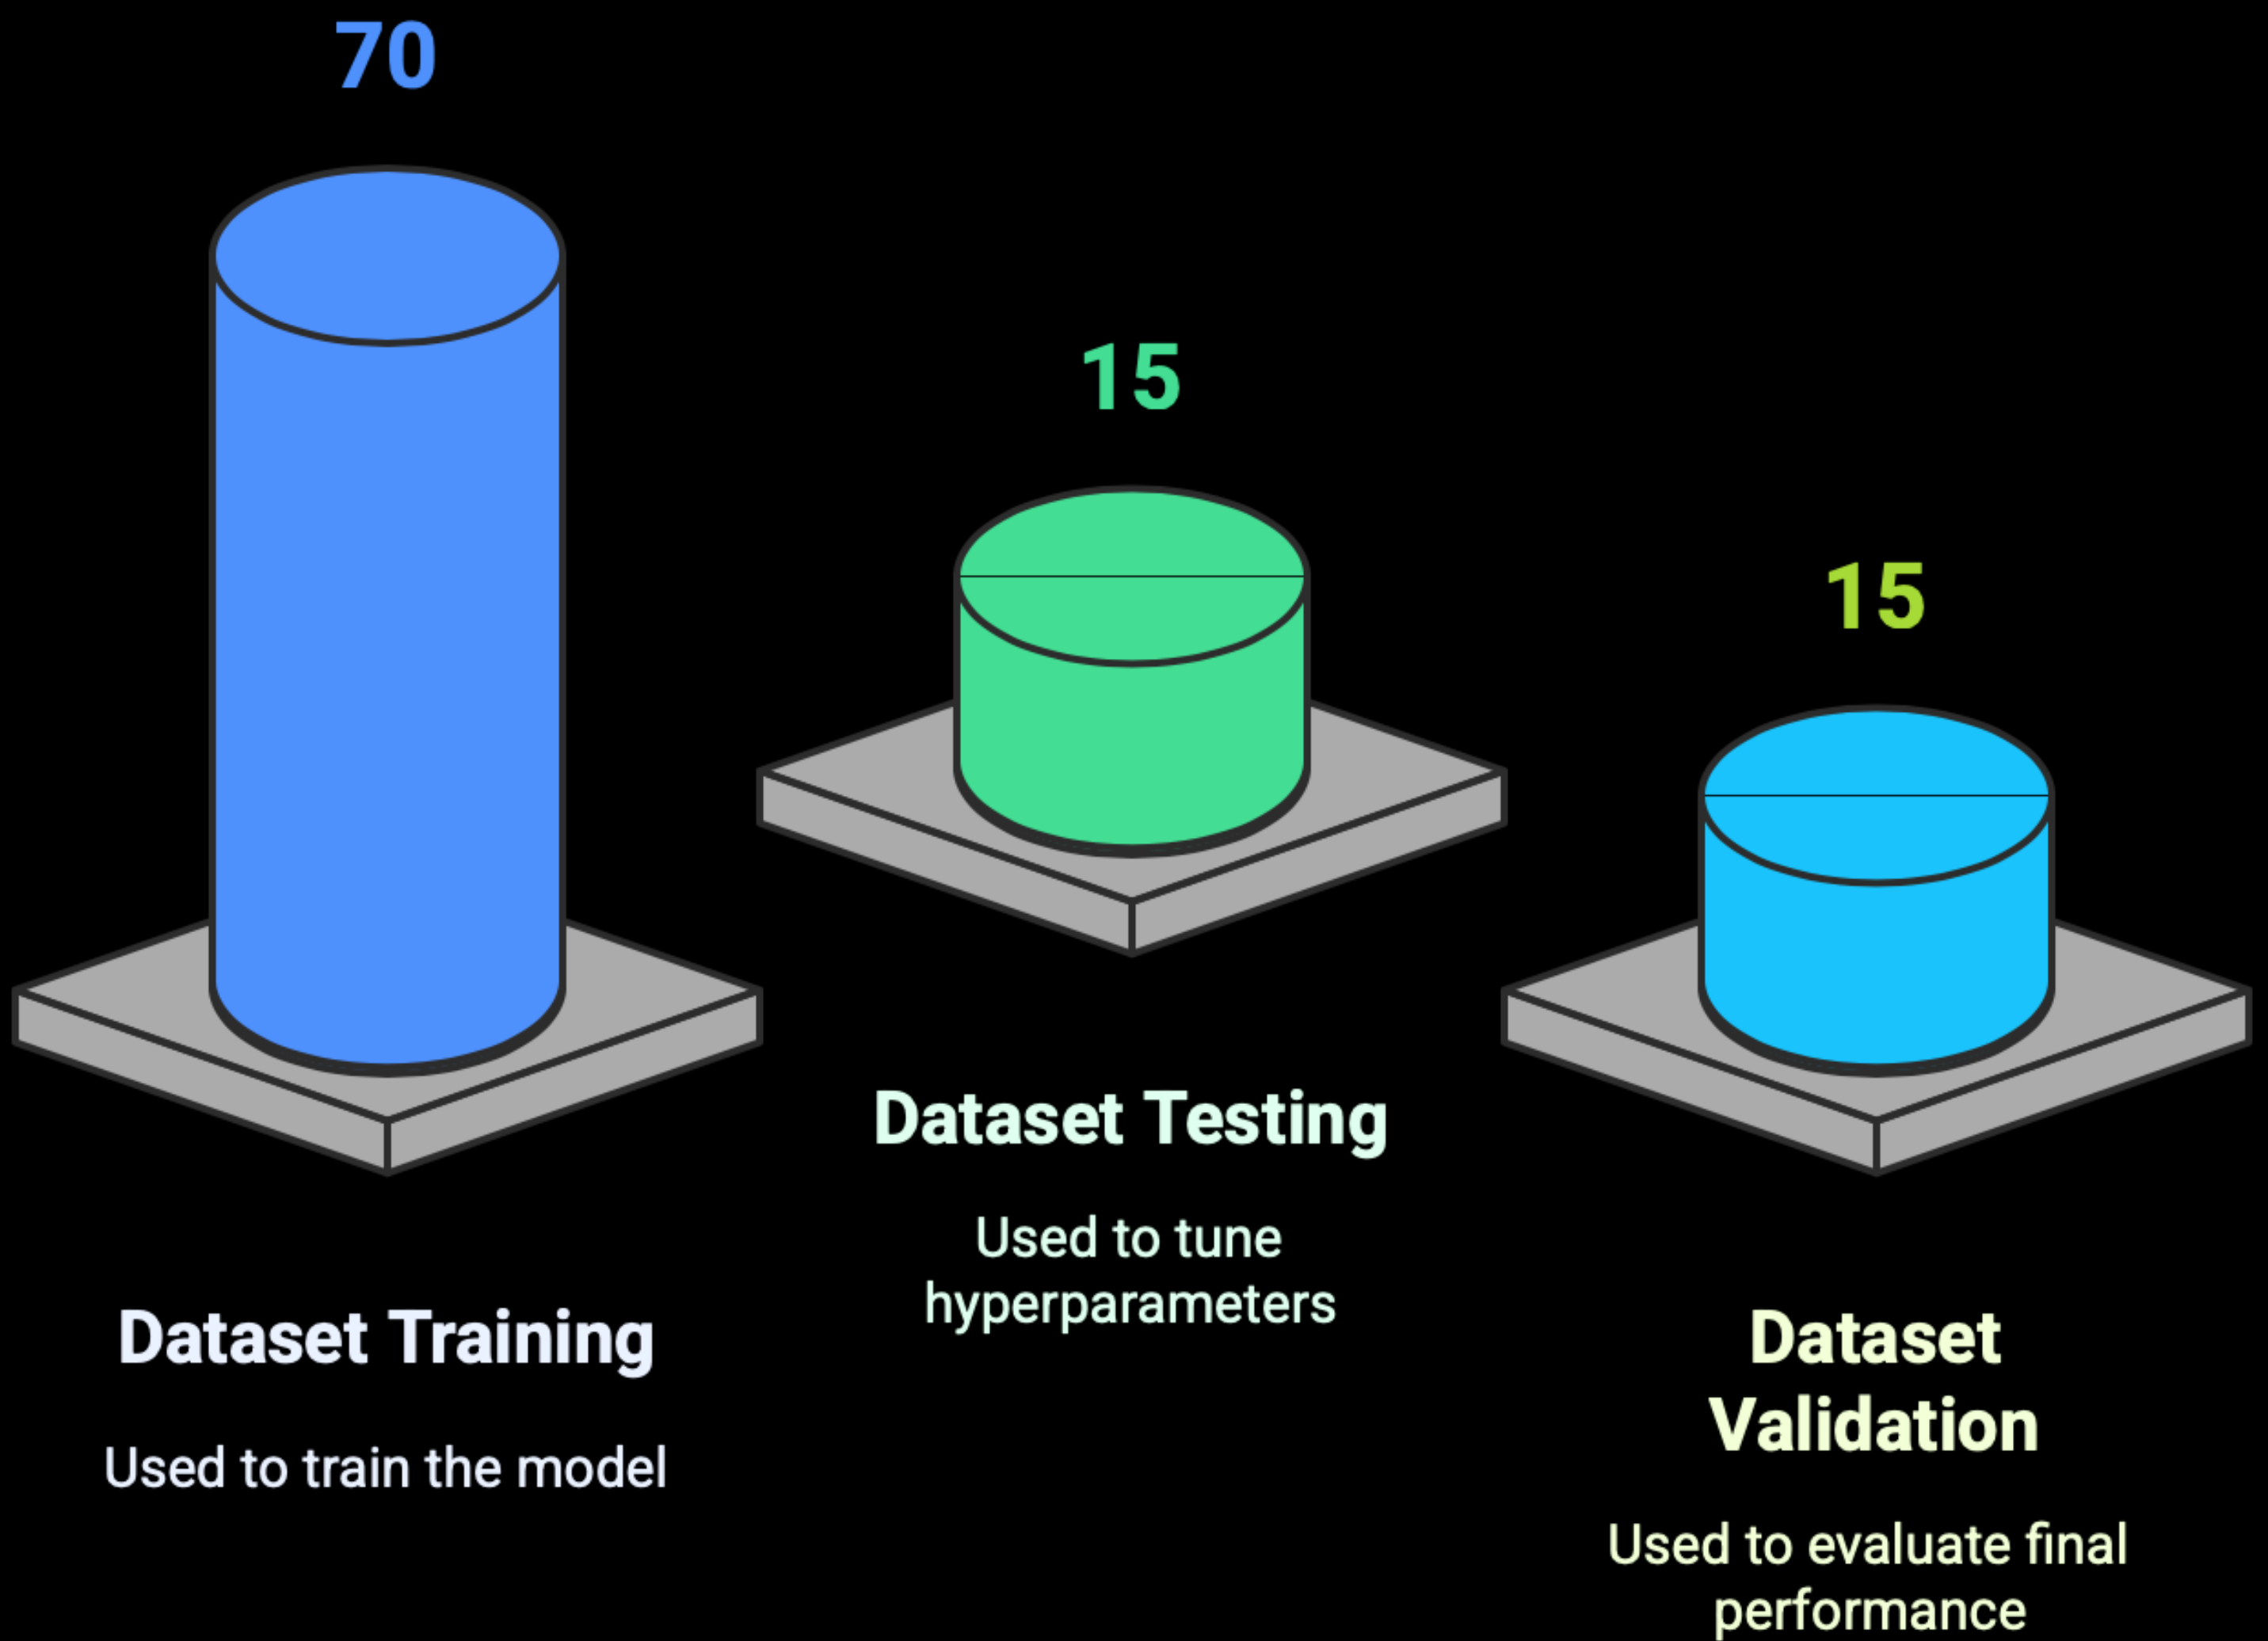 70
Dataset Training
Used to train the model
15
Dataset Testing
Used to tune
hyperparameters
15
Dataset
Validation
Used to evaluate final
performance